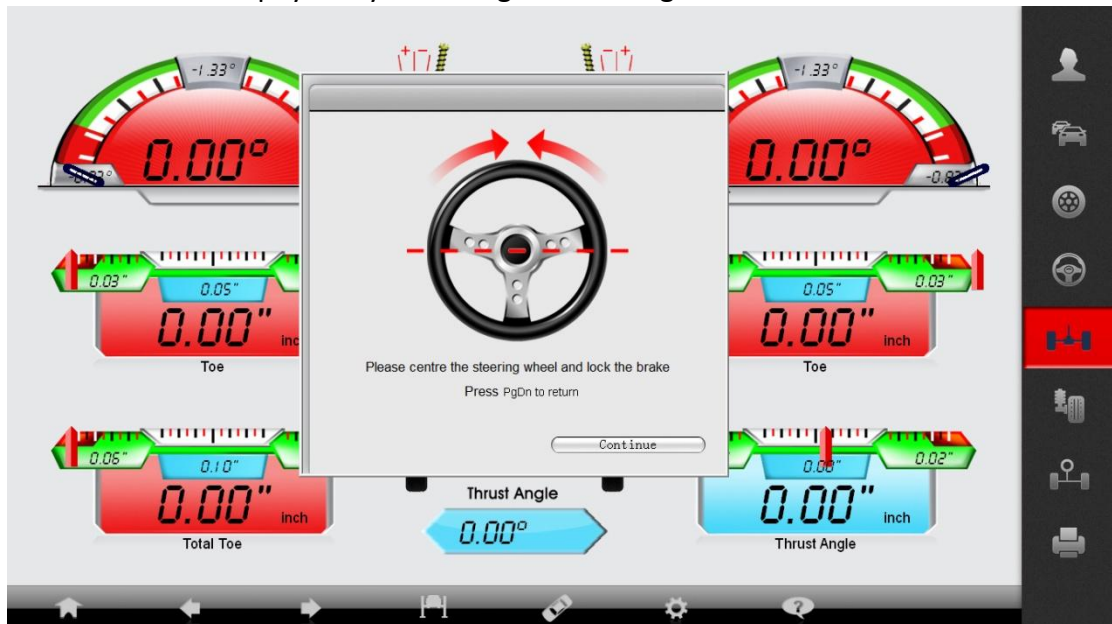 -1.33°
-1.33°
0.00°
0.00°
0.03"
0.05"
0.05"
0.03"
0.00"
0.00" inch
Toe
Toe
Please centre the steering wheel and lock the brake
Press PgDn to return
Continue
0.06"
0.10"
0.02"
0.00" inch
Thrust Angle
0.00" inch
Total Toe
0.00°
Thrust Angle